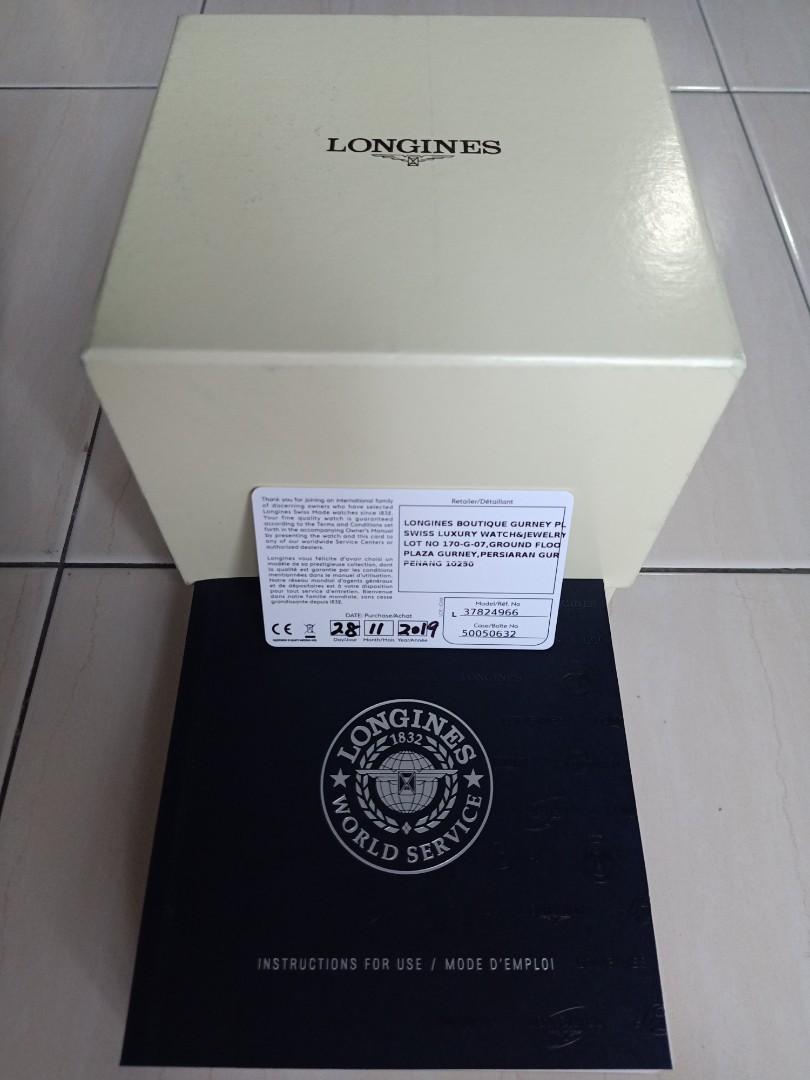 LONGINES
Thank you for joining an international family
of discerning owners who have selected
Longines Swiss Made watches since 1832.
Your fine quality watch is guaranteed
according to the Terms and Conditions set
forth in the accompanying Owner's Manual
by presenting the watch and this card to
any of our worldwide Service Centers or
authorized dealers.
Longines vous félicite d'avoir choisi un
modèle de sa prestigieuse collection, dont
la qualité est garantie par les conditions
mentionnées dans le manuel d'utilisation.
Notre réseau mondial d'agents généraux
et de dépositaires est à votre disposition
pour tout service d'entretien. Bienvenue
dans notre famille mondiale, sans cesse
grandissante depuis 1832.
DATE: Purchase/Achat
CE
28 11 2019
Day/Jour Month/Mois Year/Année
Retailer/Détaillant
LONGINES BOUTIQUE GURNEY PL
SWISS LUXURY WATCH&JEWELRY
LOT NO 170-G-07,GROUND FLOO
PLAZA GURNEY,PERSIARAN GUR
PENANG 10250
Model/Réf. No
L 37824966
Case/Boîte No
50050632
LONGINES
LONGINES
LONGINES
1832
WORLD SERVICE
INSTRUCTIONS FOR USE / MODE D'EMPLOI